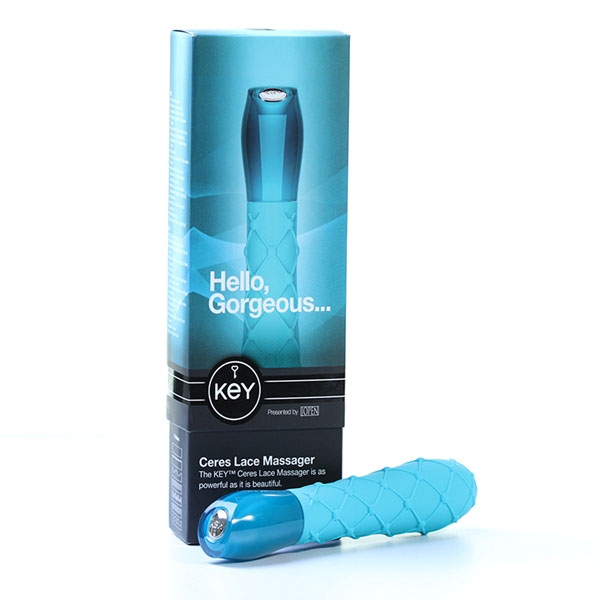 Hello,
Gorgeous...
KEY
Presented by JOPEN
Ceres Lace Massager
The KEY™ Ceres Lace Massager is as
powerful as it is beautiful.